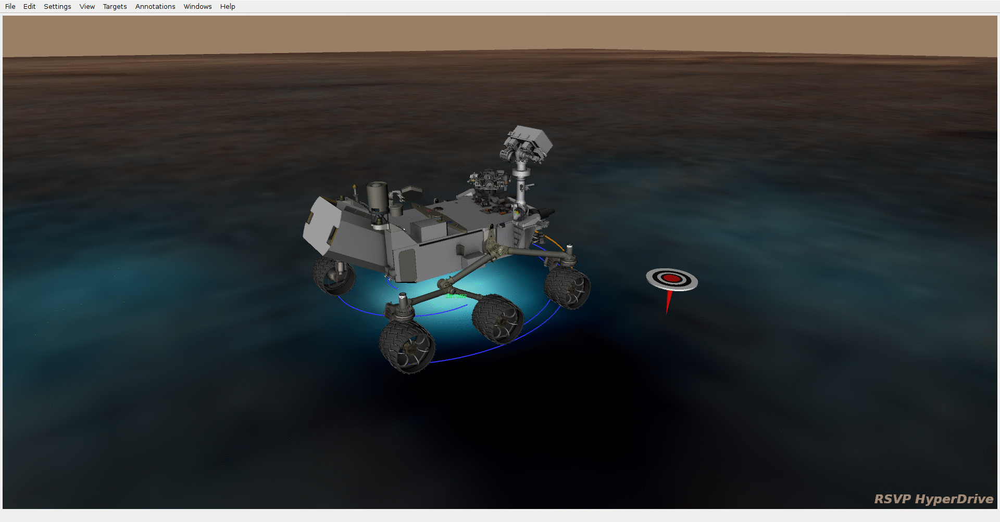 File Edit Settings View Targets Annotations Windows Help
RSVP HyperDrive